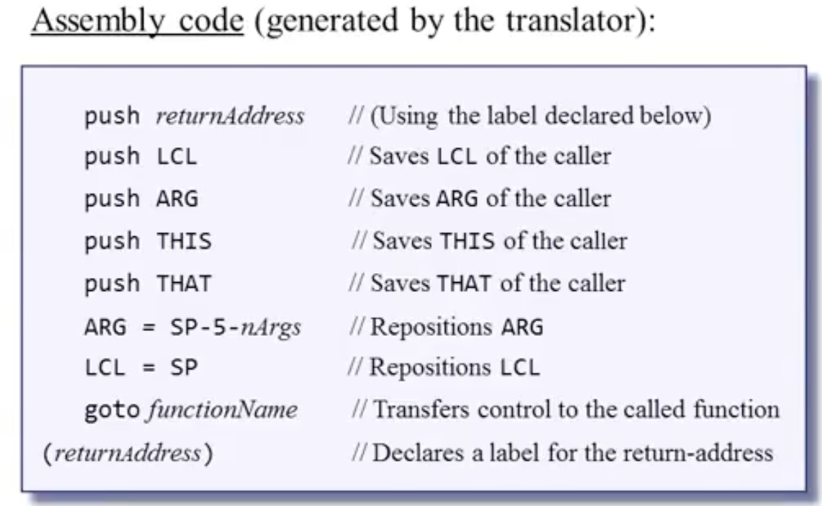 Assembly code (generated by the translator):
push returnAddress // (Using the label declared below)
push LCL // Saves LCL of the caller
push ARG // Saves ARG of the caller
push THIS // Saves THIS of the caller
push THAT // Saves THAT of the caller
ARG = SP-5-nArgs // Repositions ARG
LCL = SP // Repositions LCL
goto functionName // Transfers control to the called function
(returnAddress) // Declares a label for the return-address